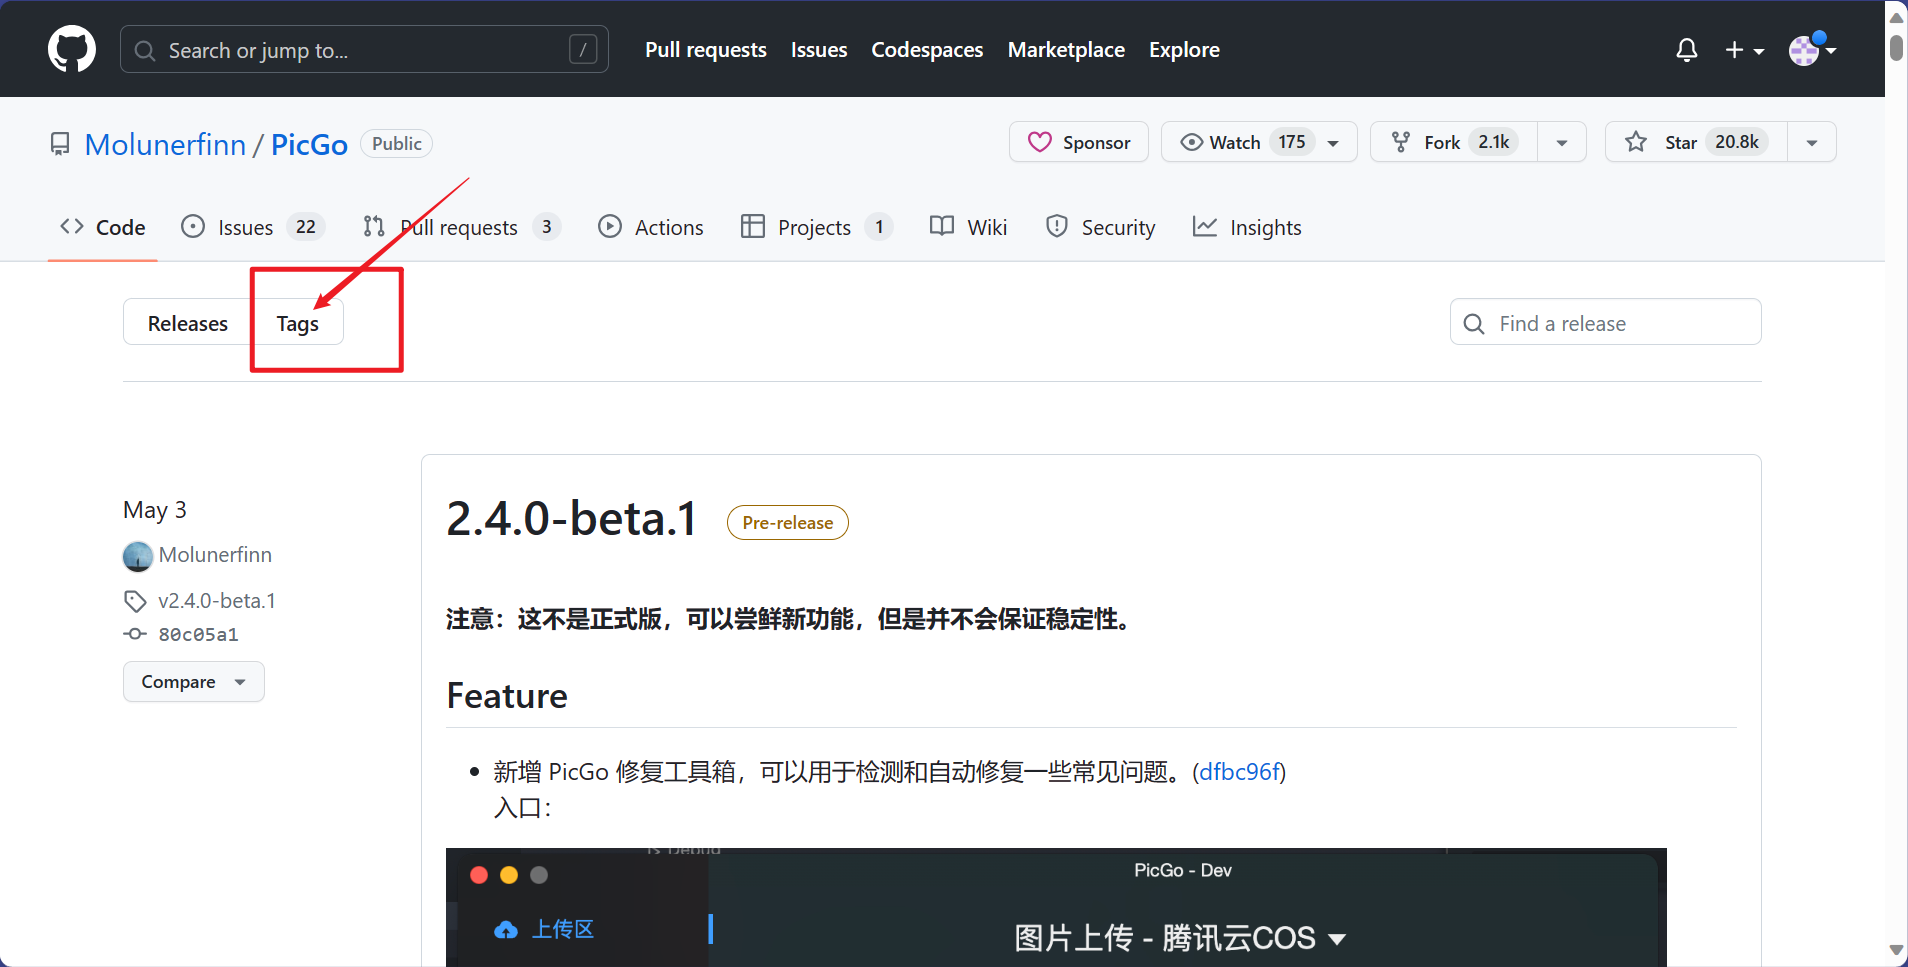 Search or jump to... /
Pull requests Issues Codespaces Marketplace Explore
Molunerfinn / PicGo Public
Sponsor Watch 175 Fork 2.1k Star 20.8k
Code Issues 22 Pull requests 3 Actions Projects 1 Wiki Security Insights
Releases Tags
Find a release
May 3
Molunerfinn
v2.4.0-beta.1
80c05a1
Compare
2.4.0-beta.1 Pre-release
注意：这不是正式版，可以尝鲜新功能，但是并不会保证稳定性。
Feature
新增 PicGo 修复工具箱，可以用于检测和自动修复一些常见问题。(dfbc96f)
入口：
PicGo - Dev
上传区
图片上传 - 腾讯云COS